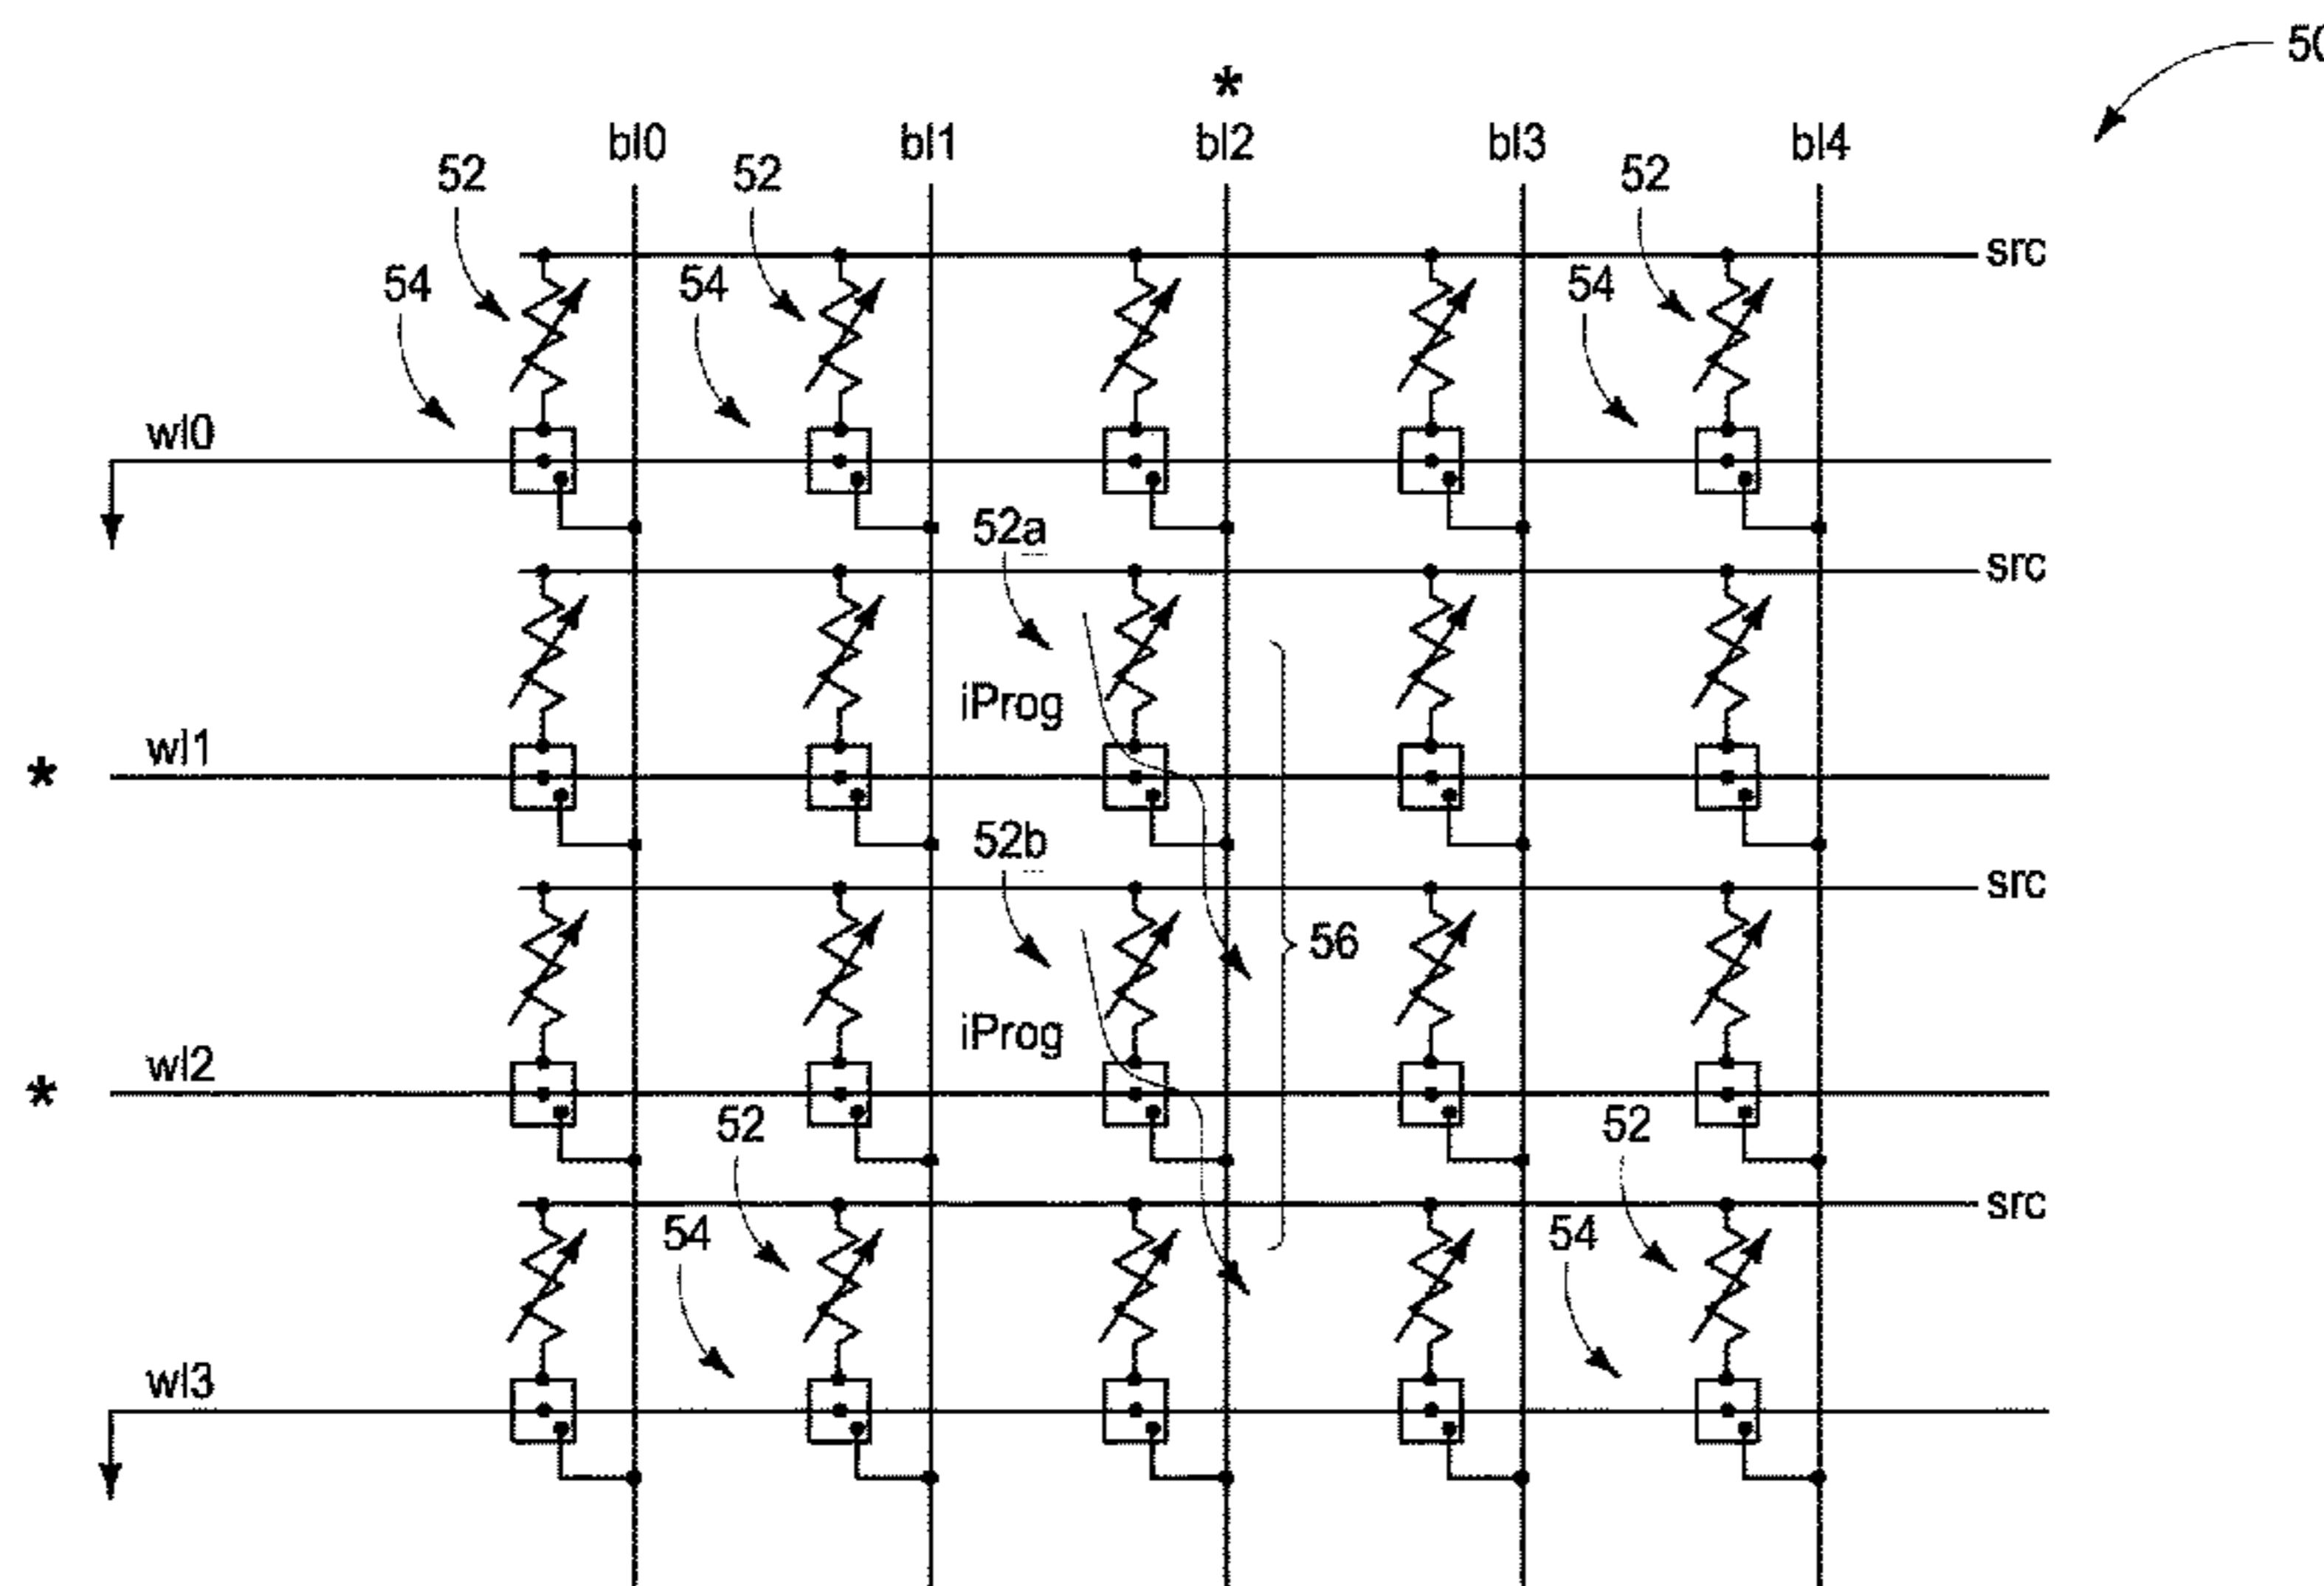 50
*
bl0 bl1 bl2 bl3 bl4
52 52 52
src
54 54 54
wl0
52a
src
iProg
* wl1
52b
src
56
iProg
* wl2
52 52
src
54 54
wl3